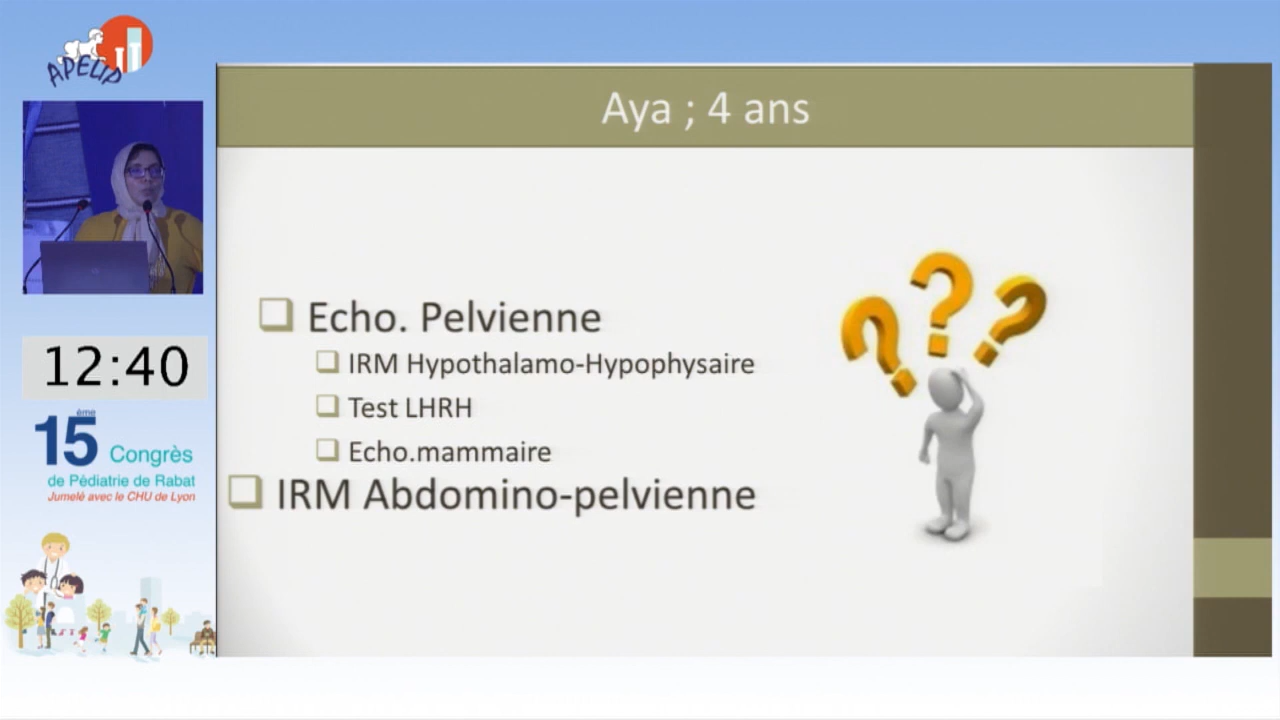 APEUP
Aya ; 4 ans
Echo. Pelvienne
IRM Hypothalamo-Hypophysaire
Test LHRH
Echo.mammaire
IRM Abdomino-pelvienne
12:40
15ème Congrès
de Pédiatrie de Rabat
Jumelé avec le CHU de Lyon